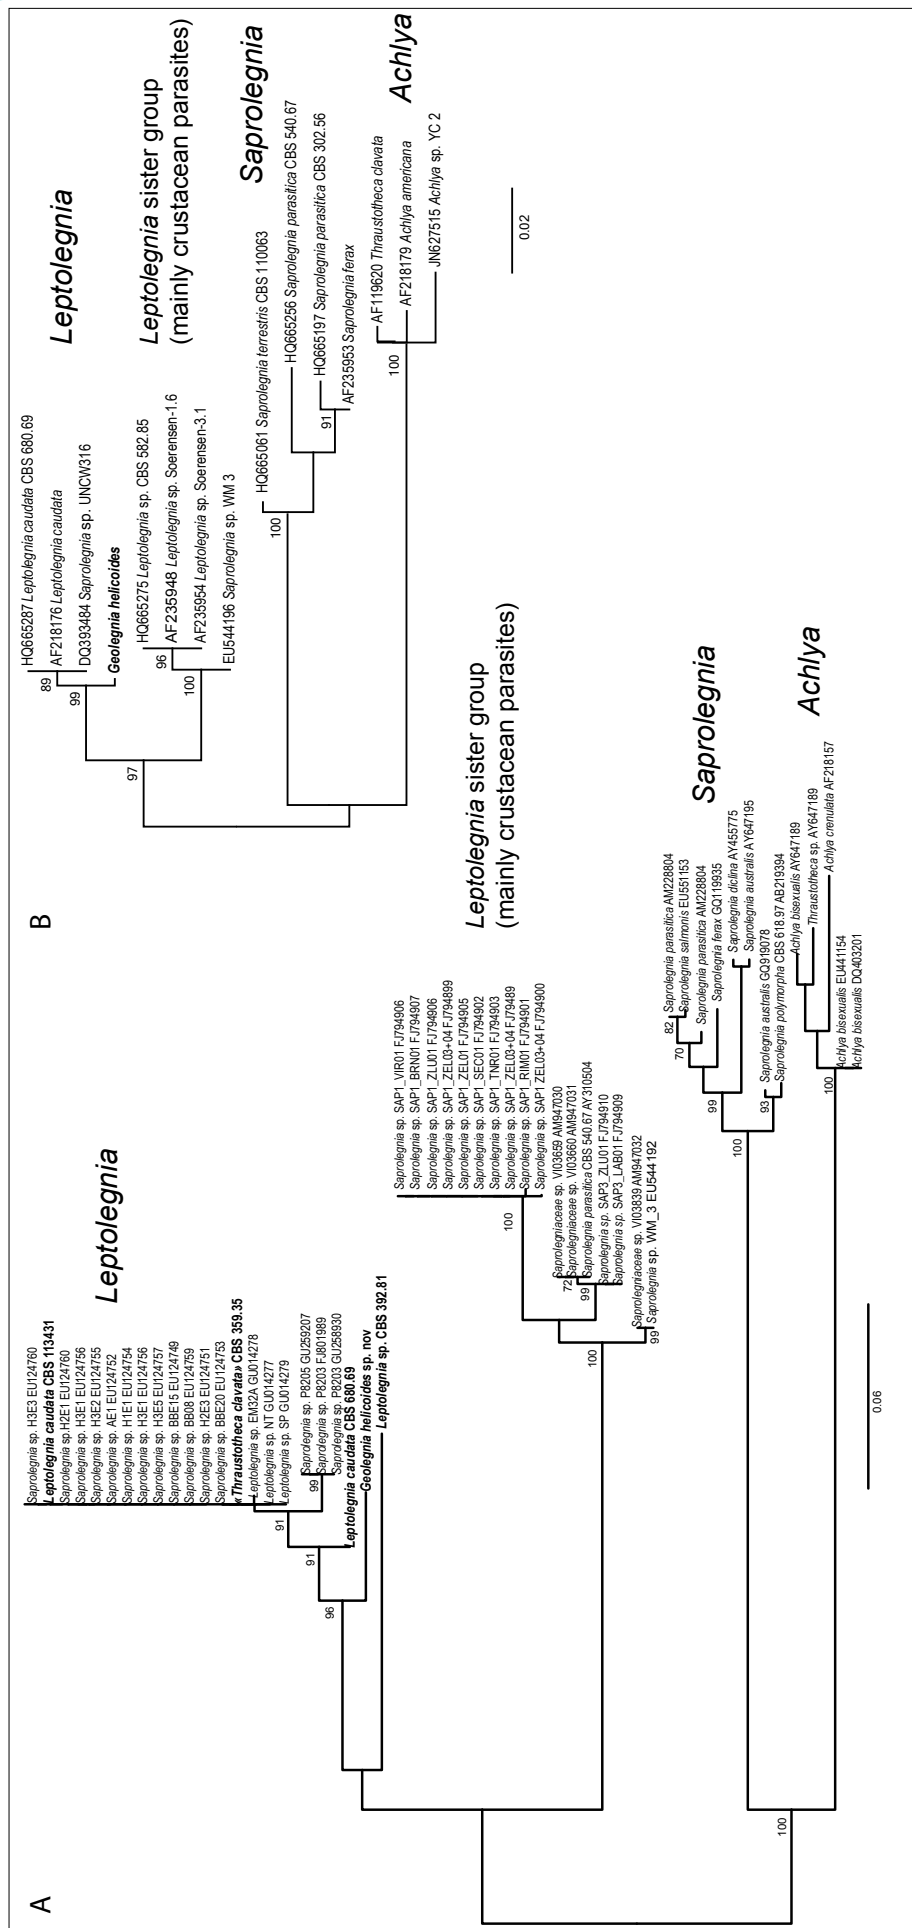 A
Saprolegnia sp. H3E3 EU124760
Leptolegnia caudata CBS 113431
Saprolegnia sp. H2E1 EU124760
Saprolegnia sp. H3E1 EU124756
Saprolegnia sp. H3E2 EU124755
Saprolegnia sp. AE1 EU124752
Saprolegnia sp. H1E1 EU124754
Saprolegnia sp. H3E1 EU124756
Saprolegnia sp. H3E5 EU124757
Saprolegnia sp. BBE15 EU124749
Saprolegnia sp. BB08 EU124759
Saprolegnia sp. H2E3 EU124751
Saprolegnia sp. BBE20 EU124753
«Thraustotheca clavata» CBS 359.35
Leptolegnia sp. EM32A GU014278
Leptolegnia sp. NT GU014277
Leptolegnia sp. SP GU014279
Saprolegnia sp. P8205 GU259207
Saprolegnia sp. P8203 FJ801989
Saprolegnia sp. P8203 GU258930
Leptolegnia caudata CBS 680.69
Geolegnia helicoides sp. nov
Leptolegnia sp. CBS 392.81
91
99
91
96
Leptolegnia
Saprolegnia sp. SAP1_VIR01 FJ794906
Saprolegnia sp. SAP1_BRN01 FJ794907
Saprolegnia sp. SAP1_ZLU01 FJ794906
Saprolegnia sp. SAP1_ZEL03+04 FJ794899
Saprolegnia sp. SAP1_ZEL01 FJ794905
Saprolegnia sp. SAP1_SEC01 FJ794902
Saprolegnia sp. SAP1_TNR01 FJ794903
Saprolegnia sp. SAP1_ZEL03+04 FJ79489
Saprolegnia sp. SAP1_RIM01 FJ794901
Saprolegnia sp. SAP1 ZEL03+04 FJ794900
Saprolegniaceae sp. VI03659 AM947030
Saprolegniaceae sp. VI03660 AM947031
Saprolegnia parasitica CBS 540.67 AY310504
Saprolegnia sp. SAP3_ZLU01 FJ794910
Saprolegnia sp. SAP3_LAB01 FJ794909
Saprolegniaceae sp. VI03839 AM947032
Saprolegnia sp. WM_3 EU544192
100
72
99
100
99
Leptolegnia sister group
(mainly crustacean parasites)
Saprolegnia parasitica AM228804
Saprolegnia salmonis EU551153
Saprolegnia parasitica AM228804
Saprolegnia ferax GQ119935
Saprolegnia diclina AY455775
Saprolegnia australis AY647195
Saprolegnia australis GQ919078
Saprolegnia polymorpha CBS 618.97 AB219394
82
70
99
93
100
Saprolegnia
Achlya bisexualis AY647189
Thraustotheca sp. AY647189
Achlya crenulata AF218157
Achlya bisexualis EU441154
Achlya bisexualis DQ403201
100
100
Achlya
0.06
B
HQ665287 Leptolegnia caudata CBS 680.69
AF218176 Leptolegnia caudata
DQ393484 Saprolegnia sp. UNCW316
Geolegnia helicoides
89
99
Leptolegnia
HQ665275 Leptolegnia sp. CBS 582.85
AF235948 Leptolegnia sp. Soerensen-1.6
AF235954 Leptolegnia sp. Soerensen-3.1
EU544196 Saprolegnia sp. WM 3
96
100
97
Leptolegnia sister group
(mainly crustacean parasites)
HQ665061 Saprolegnia terrestris CBS 110063
HQ665256 Saprolegnia parasitica CBS 540.67
HQ665197 Saprolegnia parasitica CBS 302.56
AF235953 Saprolegnia ferax
100
91
Saprolegnia
AF119620 Thraustotheca clavata
AF218179 Achlya americana
JN627515 Achlya sp. YC 2
100
Achlya
0.02